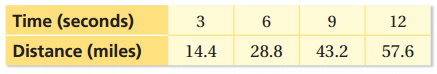 Time (seconds) 3 6 9 12
Distance (miles) 14.4 28.8 43.2 57.6